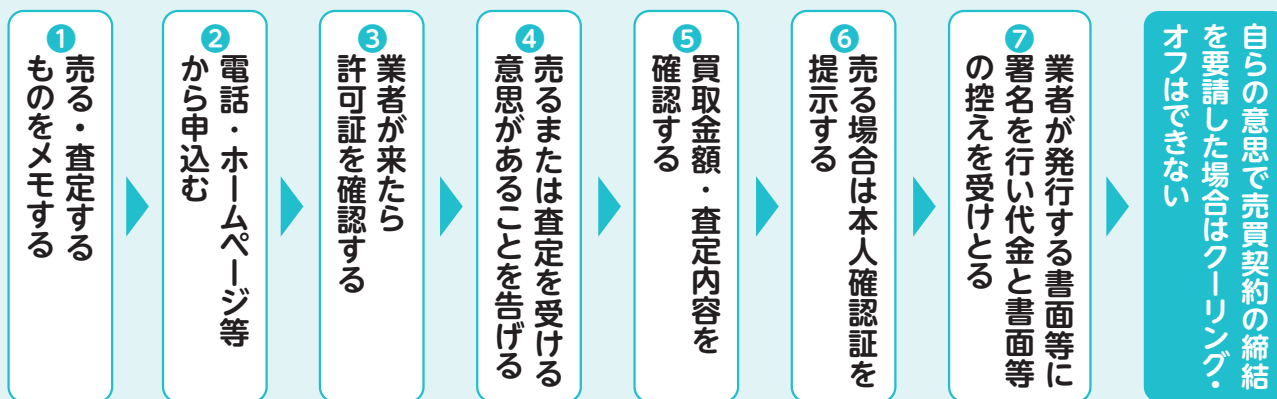 ❶
売る・査定する
ものをメモする
❷
電話・ホームページ等
から申込む
❸
業者が来たら
許可証を確認する
❹
売るまたは査定を受ける
意思があることを告げる
❺
買取金額・査定内容を
確認する
❻
売る場合は本人確認証を
提示する
❼
業者が発行する書面等に
署名を行い代金と書面等
の控えを受けとる
自らの意思で売買契約の締結
を要請した場合はクーリング・
オフはできない